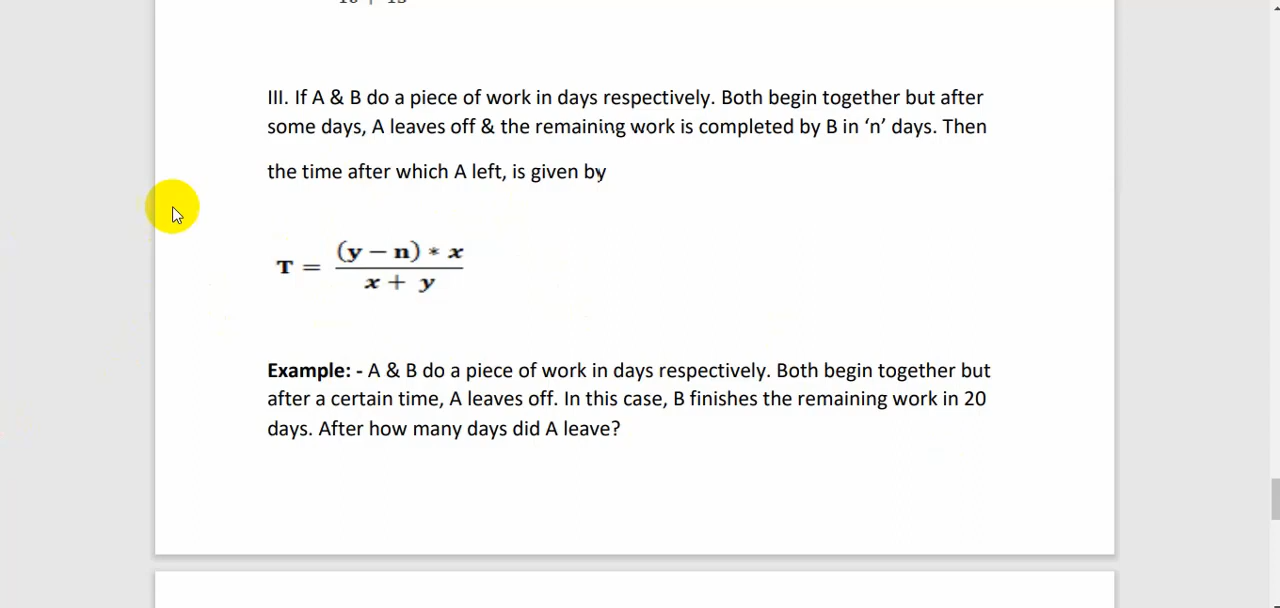 III. If A & B do a piece of work in days respectively. Both begin together but after
some days, A leaves off & the remaining work is completed by B in ‘n’ days. Then
the time after which A left, is given by
T = (y − n) * x
x + y
Example: - A & B do a piece of work in days respectively. Both begin together but
after a certain time, A leaves off. In this case, B finishes the remaining work in 20
days. After how many days did A leave?